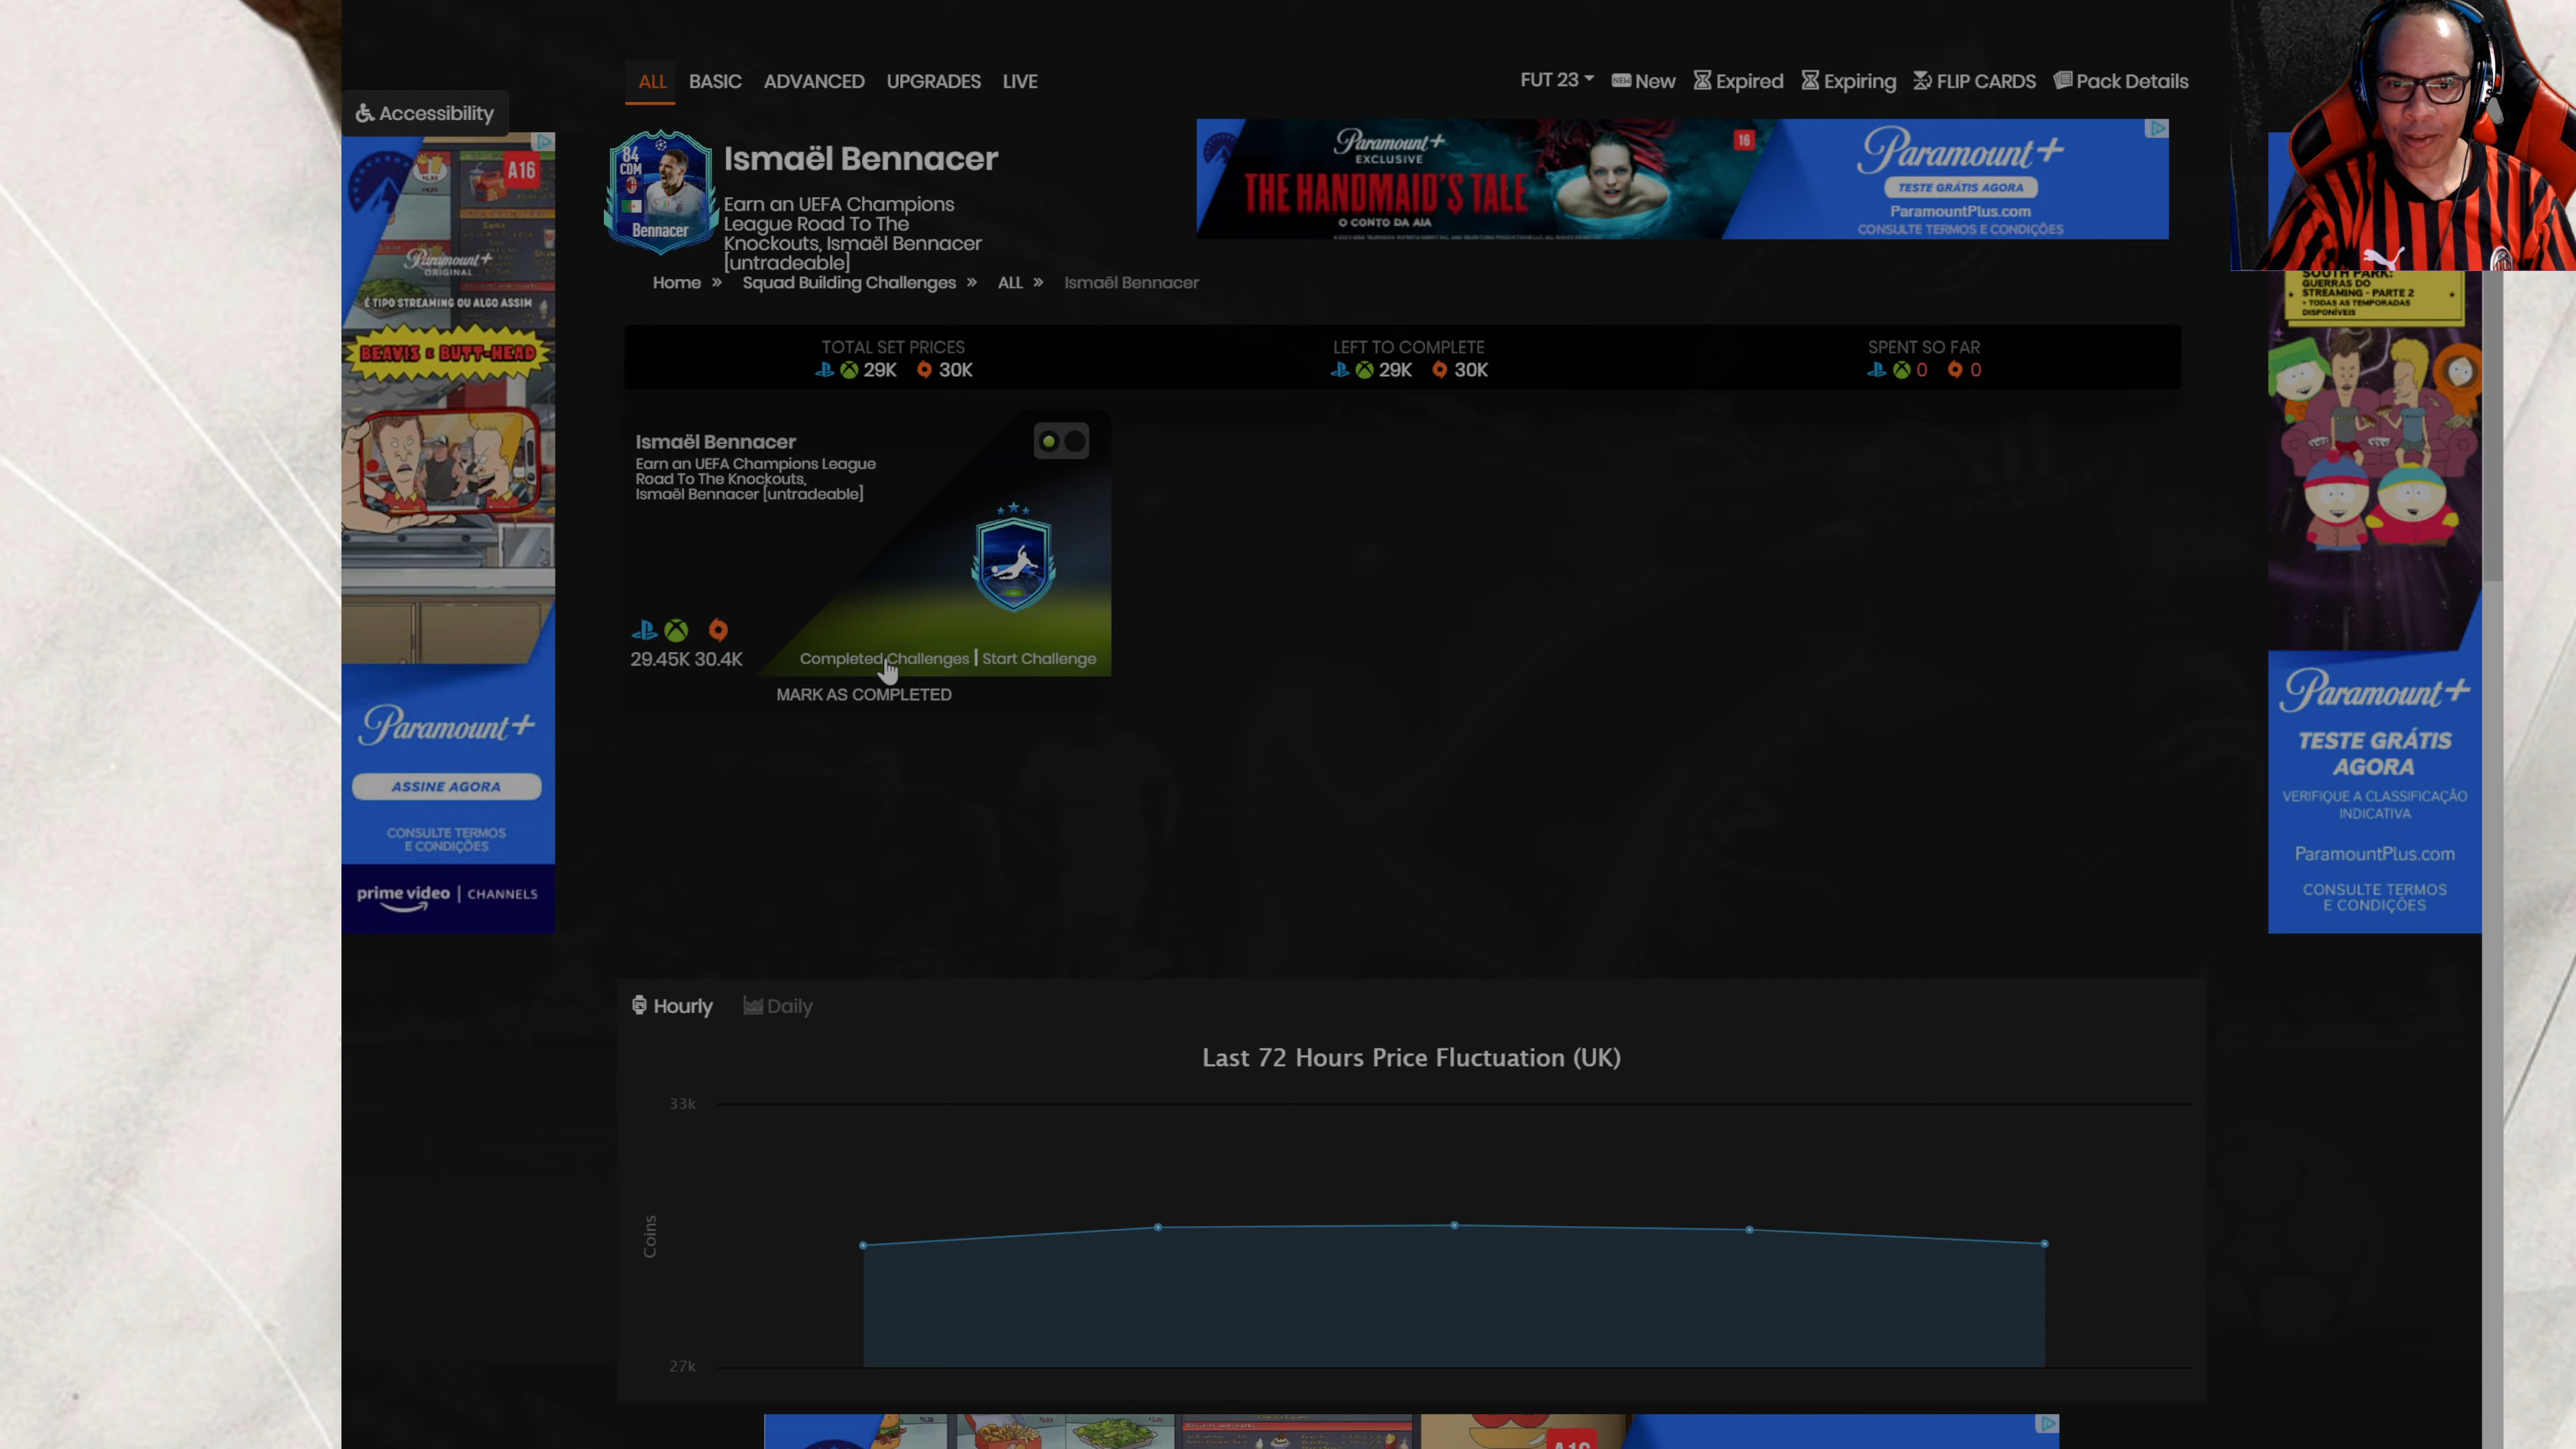 ALL BASIC ADVANCED UPGRADES LIVE
FUT 23 NEW New Expired Expiring FLIP CARDS Pack Details
Accessibility
84
CDM
Bennacer
Ismaël Bennacer
Earn an UEFA Champions
League Road To The
Knockouts, Ismaël Bennacer
[untradeable]
Paramount+
EXCLUSIVE
THE HANDMAID'S TALE
O CONTO DA AIA
16
Paramount+
TESTE GRÁTIS AGORA
ParamountPlus.com
CONSULTE TERMOS E CONDIÇÕES
Home » Squad Building Challenges » ALL » Ismaël Bennacer
A16
Paramount+
ORIGINAL
É TIPO STREAMING OU ALGO ASSIM
BEAVIS E BUTT-HEAD
Paramount+
ASSINE AGORA
CONSULTE TERMOS
E CONDIÇÕES
prime video | CHANNELS
TOTAL SET PRICES
29K 30K
LEFT TO COMPLETE
29K 30K
SPENT SO FAR
0 0
Ismaël Bennacer
Earn an UEFA Champions League
Road To The Knockouts,
Ismaël Bennacer [untradeable]
29.45K 30.4K
Completed Challenges | Start Challenge
MARK AS COMPLETED
SOUTH PARK:
GUERRAS DO
STREAMING - PARTE 2
+ TODAS AS TEMPORADAS
DISPONÍVEIS
Paramount+
TESTE GRÁTIS
AGORA
VERIFIQUE A CLASSIFICAÇÃO
INDICATIVA
ParamountPlus.com
CONSULTE TERMOS
E CONDIÇÕES
Hourly Daily
Last 72 Hours Price Fluctuation (UK)
33k
Coins
27k